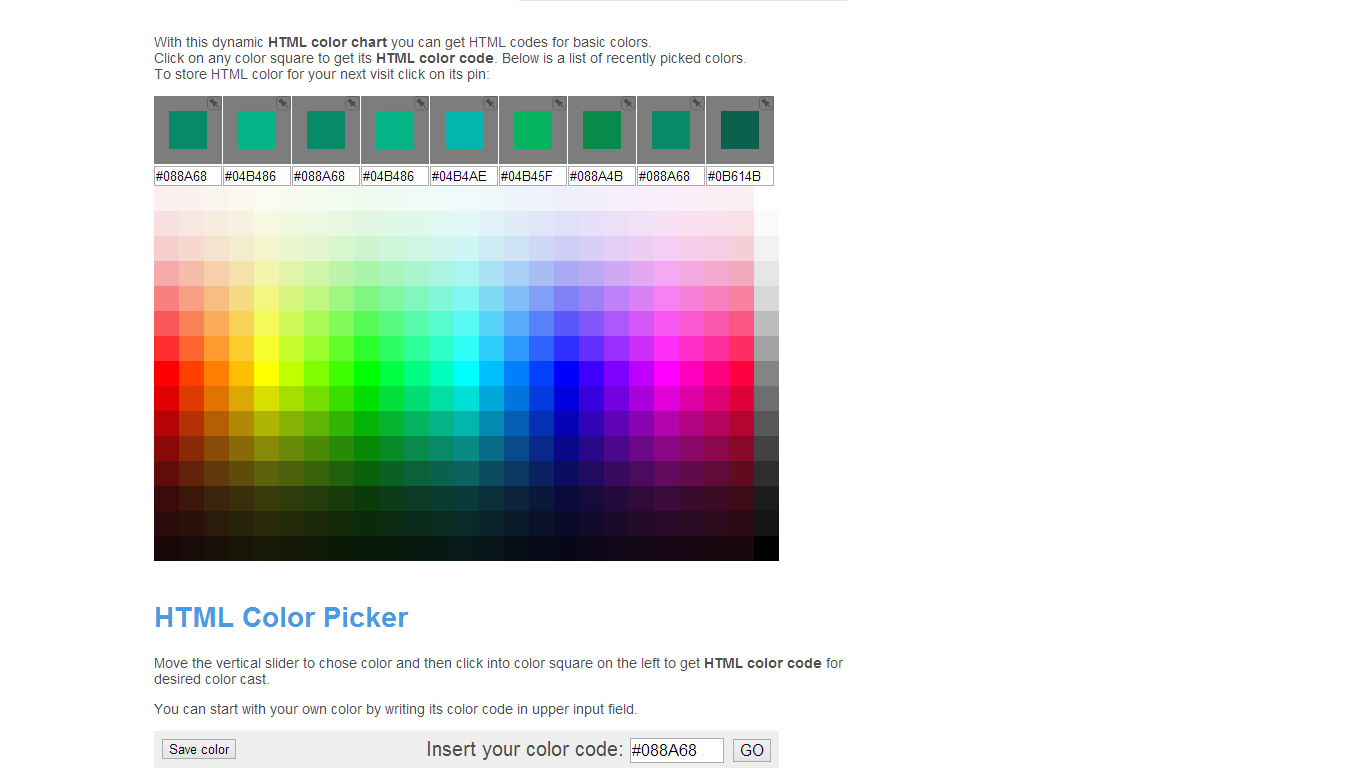 With this dynamic HTML color chart you can get HTML codes for basic colors.
Click on any color square to get its HTML color code. Below is a list of recently picked colors.
To store HTML color for your next visit click on its pin:
#088A68 #04B486 #088A68 #04B486 #04B4AE #04B45F #088A4B #088A68 #0B614B
HTML Color Picker
Move the vertical slider to chose color and then click into color square on the left to get HTML color code for
desired color cast.
You can start with your own color by writing its color code in upper input field.
Save color Insert your color code: #088A68 GO